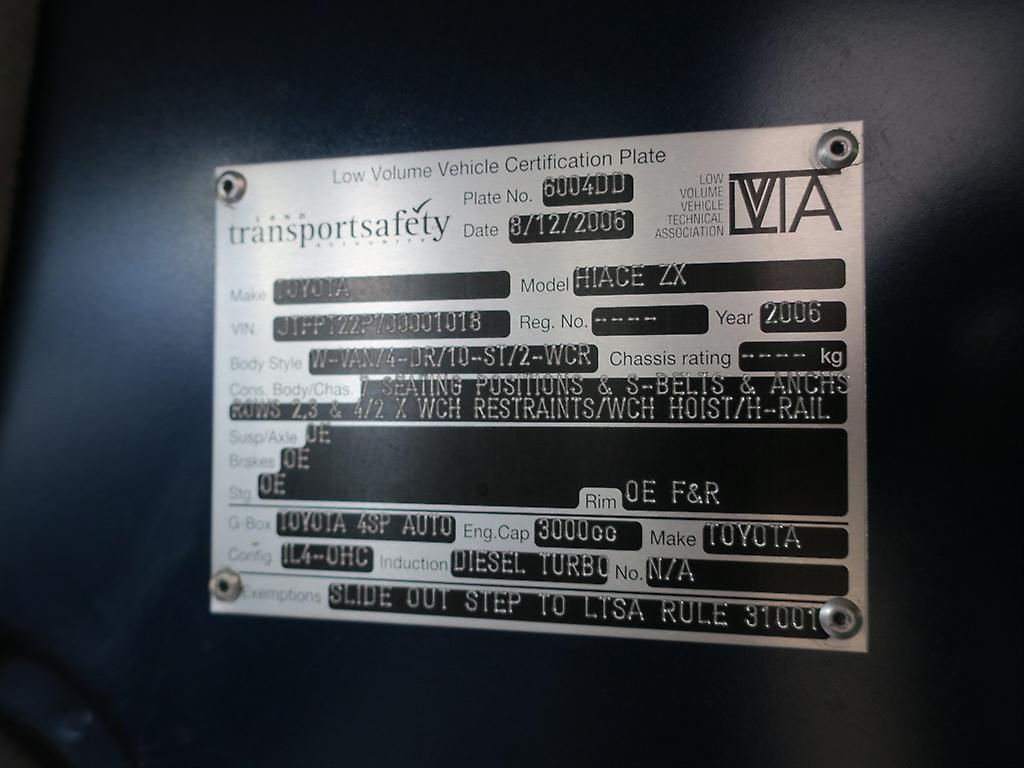 Low Volume Vehicle Certification Plate
LAND
transportsafety
AUTHORITY
Plate No. 6004DD
Date 8/12/2006
LOW
VOLUME
VEHICLE
TECHNICAL
ASSOCIATION
LVVTA
Make TOYOTA Model HIACE ZX
VIN. Reg. No. ---- Year 2006
Body Style W-VAN/4-DR/10-ST/2-WCR Chassis rating ---- kg
Cons. Body/Chas. 7 SEATING POSITIONS & S-BELTS & ANCHS
ROWS 2,3 & 4/2 X WCH RESTRAINTS/WCH HOIST/H-RAIL
Susp/Axle OE
Brakes OE
Stg OE Rim OE F&R
G-Box TOYOTA 4SP AUTO Eng.Cap 3000cc Make TOYOTA
Config. IL4-OHC Induction DIESEL TURBO No. N/A
Exemptions SLIDE OUT STEP TO LTSA RULE 31001